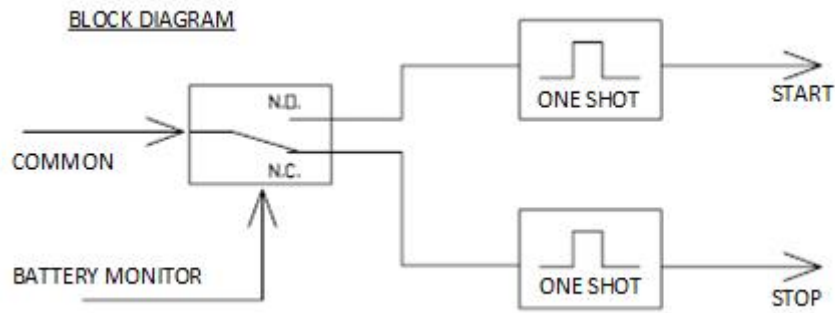 BLOCK DIAGRAM
N.O.
ONE SHOT
START
COMMON
N.C.
BATTERY MONITOR
ONE SHOT
STOP